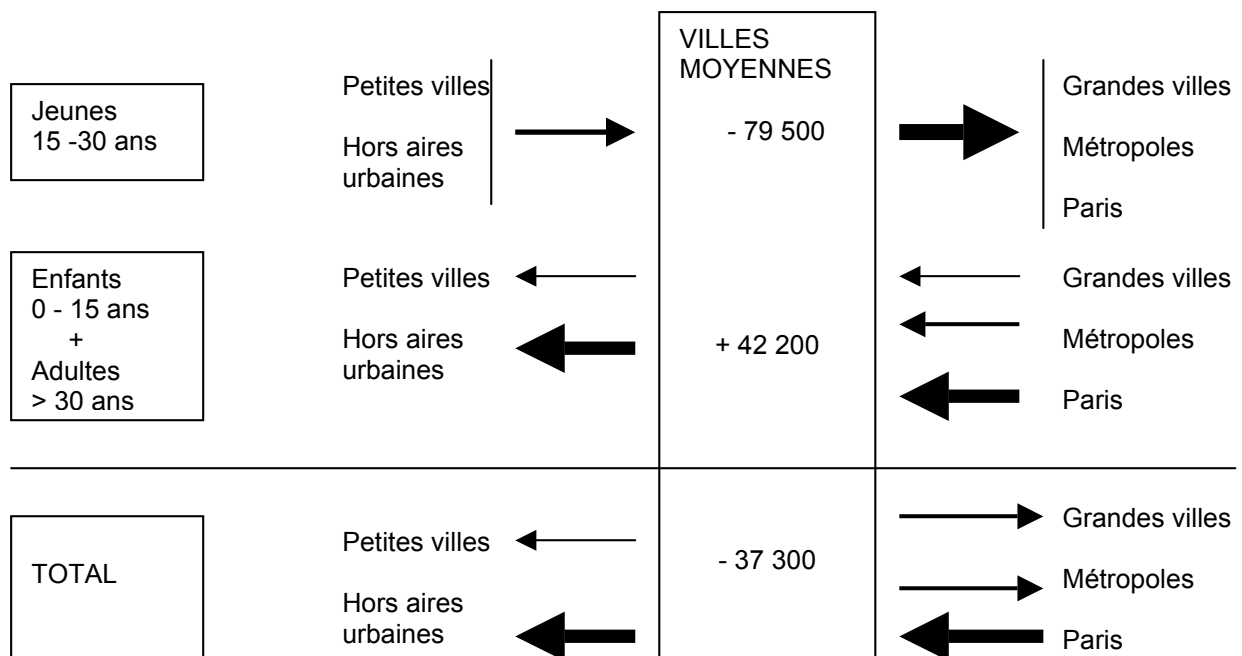 VILLES
MOYENNES
Jeunes
15 -30 ans
Petites villes
Hors aires
urbaines
- 79 500
Grandes villes
Métropoles
Paris
Enfants
0 - 15 ans
+
Adultes
> 30 ans
Petites villes
Hors aires
urbaines
+ 42 200
Grandes villes
Métropoles
Paris
TOTAL
Petites villes
Hors aires
urbaines
- 37 300
Grandes villes
Métropoles
Paris